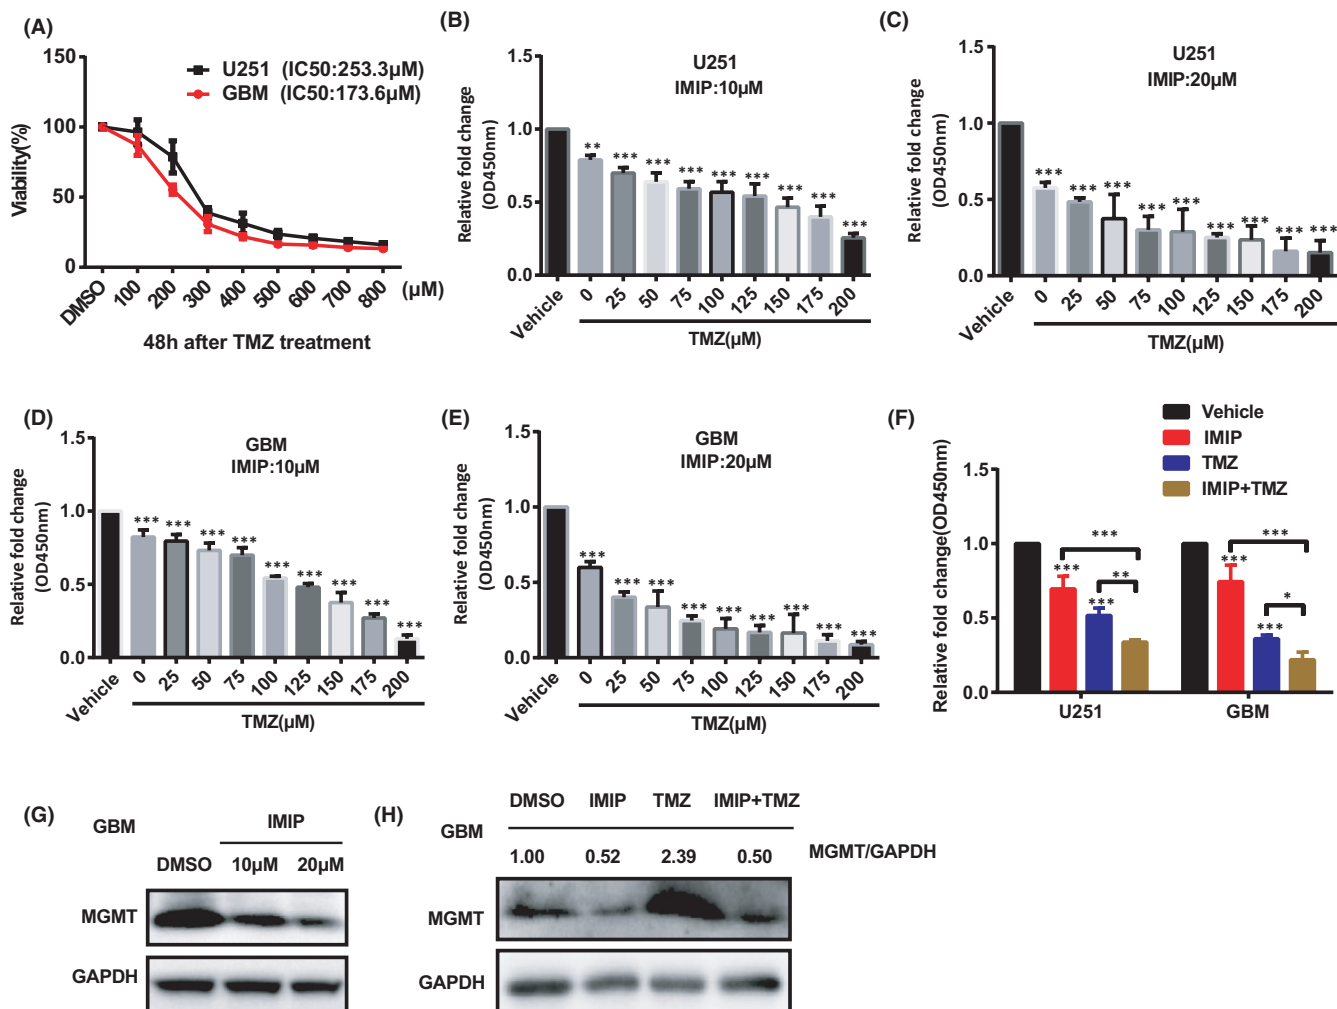 (A)
150
100
50
0
Viability(%)
U251 (IC50:253.3µM)
GBM (IC50:173.6µM)
DMSO 100 200 300 400 500 600 700 800 (µM)
48h after TMZ treatment
(B)
U251
IMIP:10µM
Relative fold change
(OD450nm)
1.5
1.0
0.5
0.0
** *** *** *** *** *** *** *** ***
Vehicle 0 25 50 75 100 125 150 175 200
TMZ(µM)
(C)
U251
IMIP:20µM
Relative fold change
(OD450nm)
1.5
1.0
0.5
0.0
*** *** *** *** *** *** *** *** ***
Vehicle 0 25 50 75 100 125 150 175 200
TMZ(µM)
(D)
GBM
IMIP:10µM
Relative fold change
(OD450nm)
1.5
1.0
0.5
0.0
*** *** *** *** *** *** *** *** ***
Vehicle 0 25 50 75 100 125 150 175 200
TMZ(µM)
(E)
GBM
IMIP:20µM
Relative fold change
(OD450nm)
1.5
1.0
0.5
0.0
*** *** *** *** *** *** *** *** ***
Vehicle 0 25 50 75 100 125 150 175 200
TMZ(µM)
(F)
Vehicle
IMIP
TMZ
IMIP+TMZ
Relative fold change(OD450nm)
1.5
1.0
0.5
0.0
*** ***
*** ** ***
*** * ***
U251 GBM
(G)
GBM
IMIP
DMSO 10µM 20µM
MGMT
GAPDH
(H)
DMSO IMIP TMZ IMIP+TMZ
GBM
1.00 0.52 2.39 0.50 MGMT/GAPDH
MGMT
GAPDH